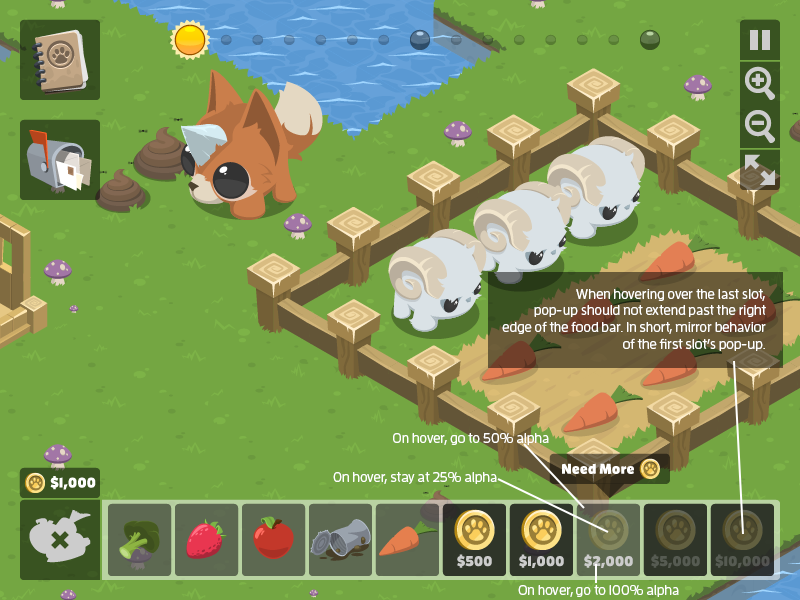 When hovering over the last slot,
pop-up should not extend past the right
edge of the food bar. In short, mirror behavior
of the first slot's pop-up.
On hover, go to 50% alpha
Need More
On hover, stay at 25% alpha
$1,000
$500
$1,000
$2,000
$5,000
$10,000
On hover, go to 100% alpha